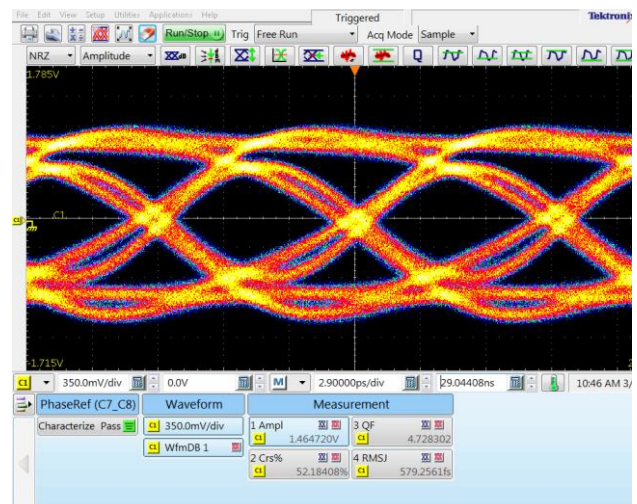 File Edit View Setup Utilities Applications Help
Triggered
Tektronix
Run/Stop Trig Free Run Acq Mode Sample
NRZ Amplitude dB Q
1.785V
C1
C1
-1.715V
C1 350.0mV/div 0.0V M 2.90000ps/div 29.04408ns 10:46 AM 3/
PhaseRef (C7_C8) Waveform Measurement
Characterize Pass C1 350.0mV/div 1 Ampl 3 QF
C1 1.464720V C1 4.728302
C1 WfmDB 1 2 Crs% 4 RMSJ
C1 52.18408% C1 579.2561fs